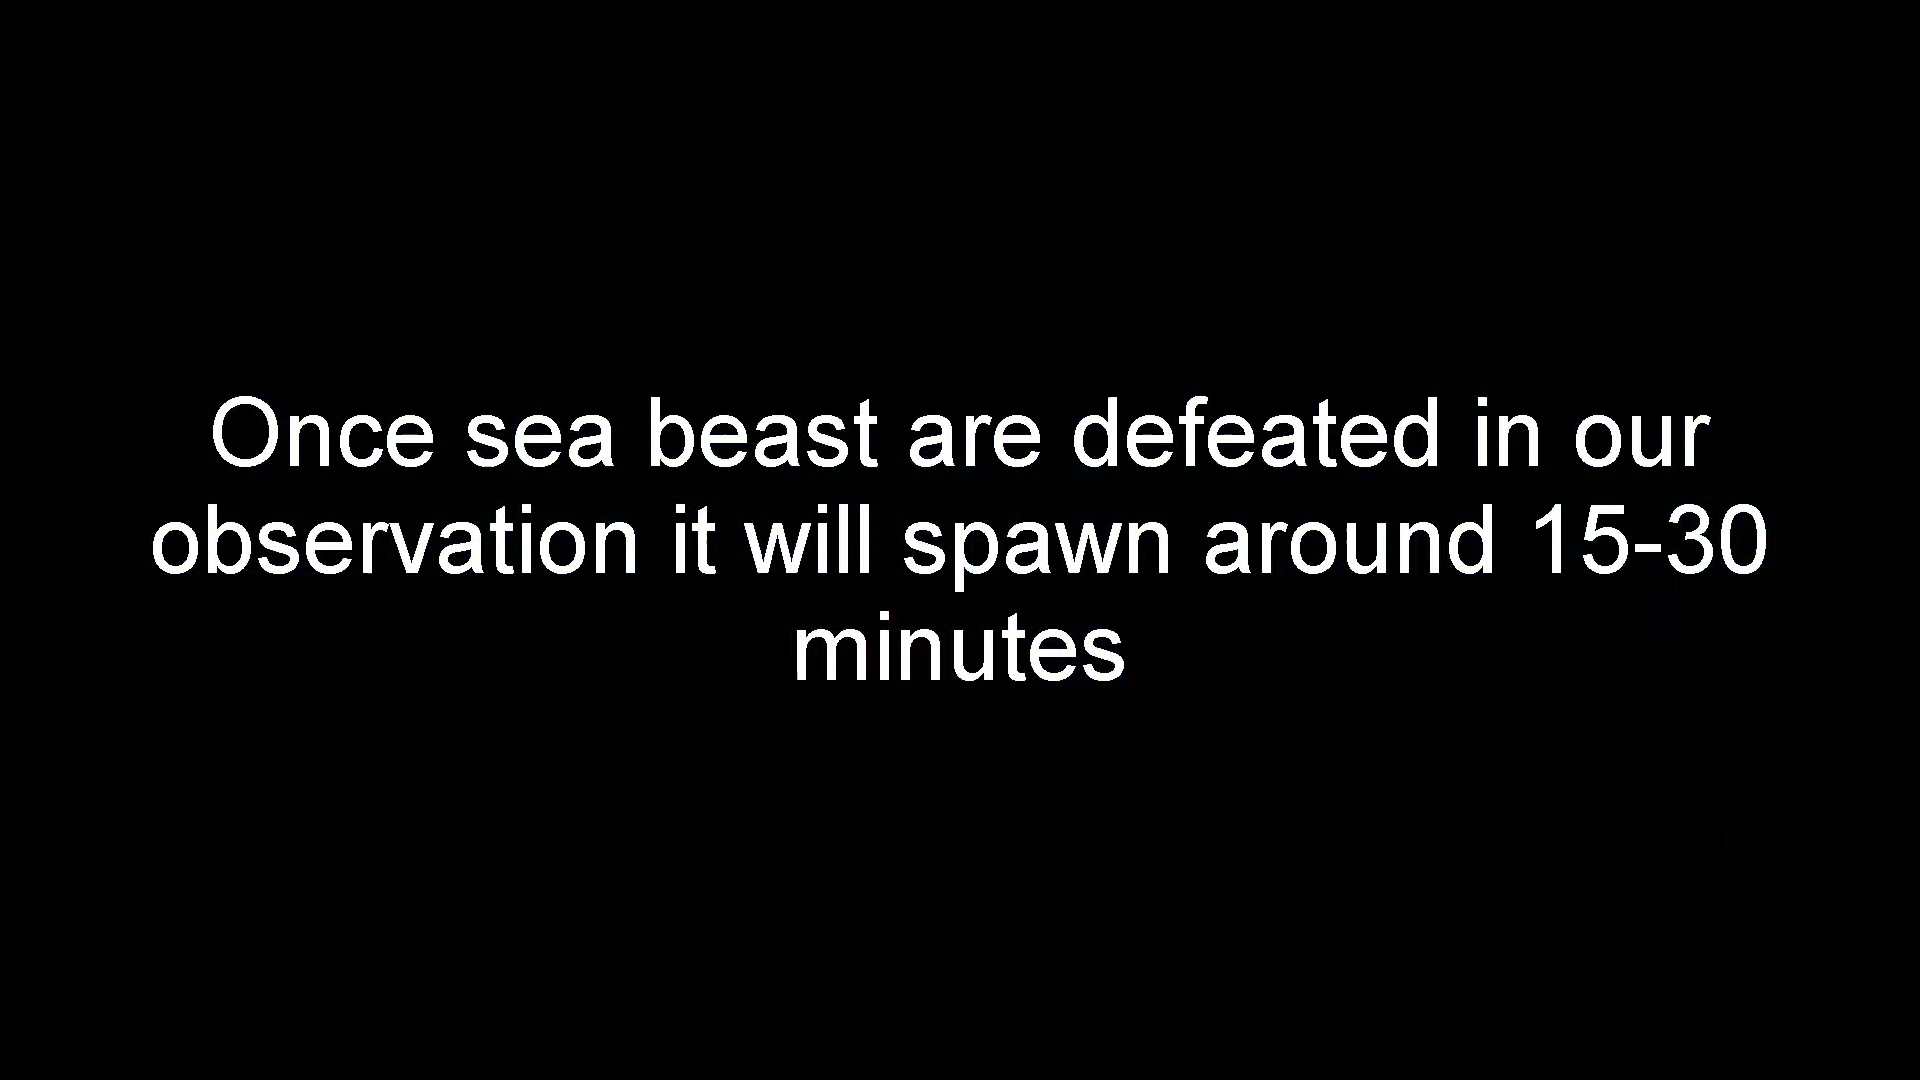 Once sea beast are defeated in our
observation it will spawn around 15-30
minutes